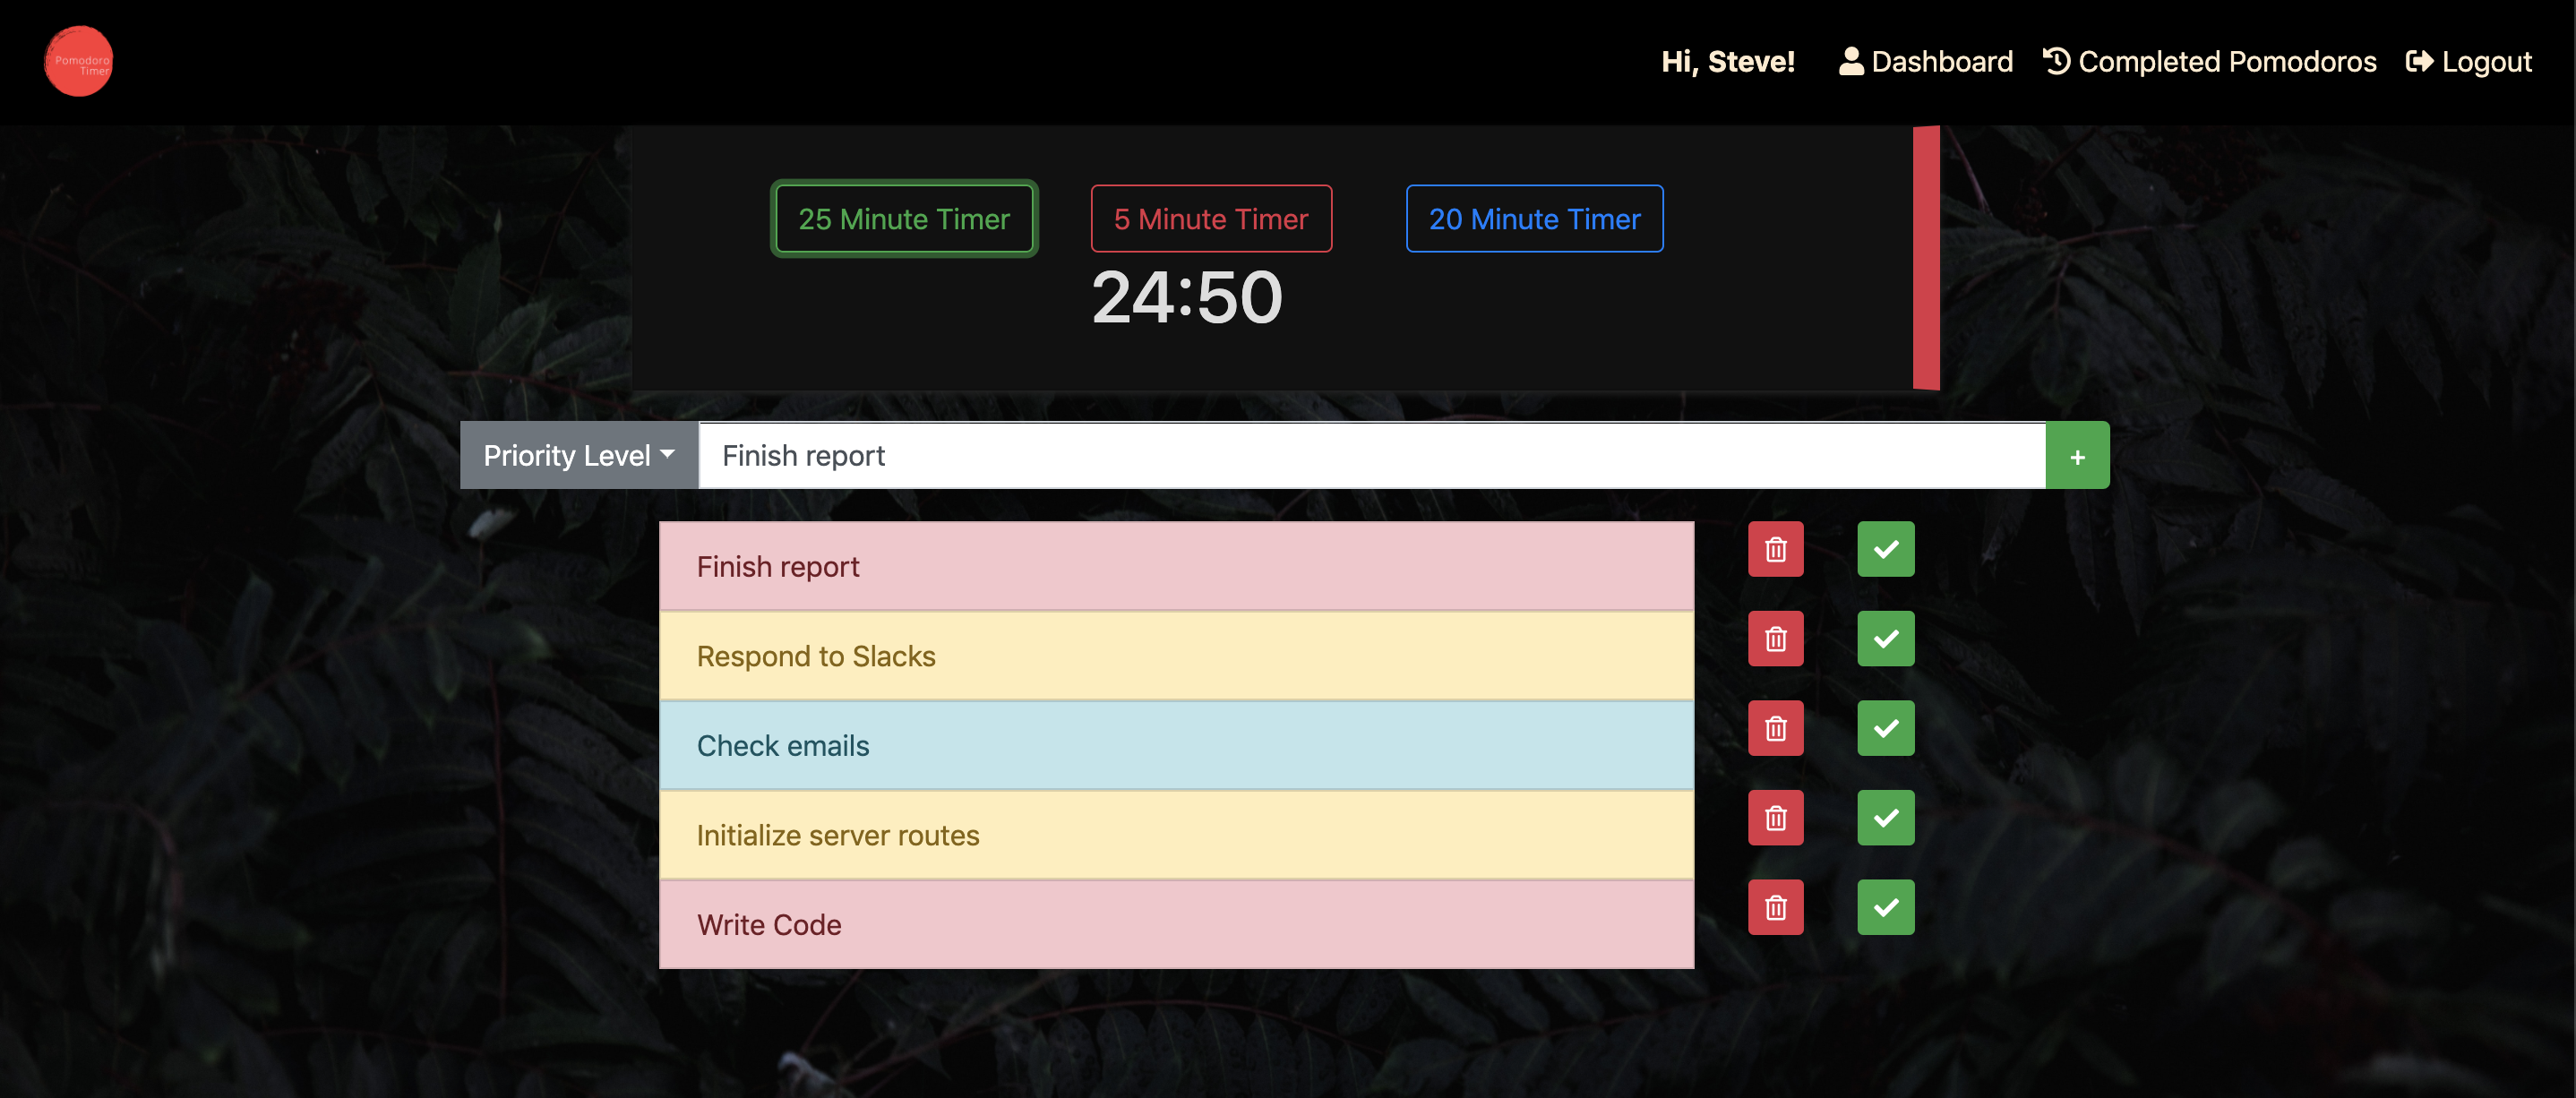 Pomodoro
Timer
Hi, Steve! Dashboard Completed Pomodoros Logout
25 Minute Timer 5 Minute Timer 20 Minute Timer
24:50
Priority Level Finish report +
Finish report
Respond to Slacks
Check emails
Initialize server routes
Write Code